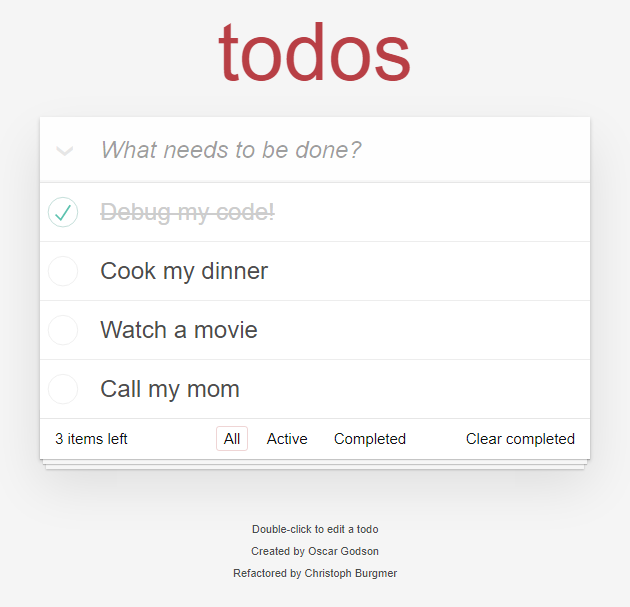 todos
What needs to be done?
Debug my code!
Cook my dinner
Watch a movie
Call my mom
3 items left All Active Completed Clear completed
Double-click to edit a todo
Created by Oscar Godson
Refactored by Christoph Burgmer